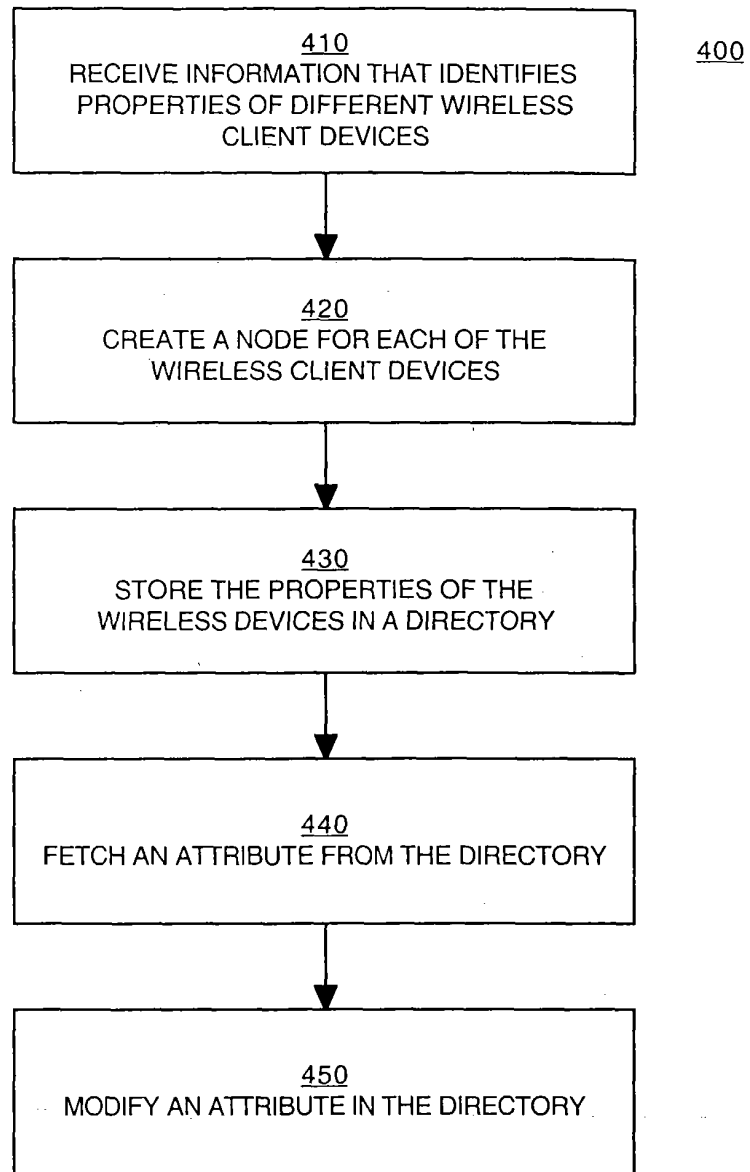 400
410
RECEIVE INFORMATION THAT IDENTIFIES
PROPERTIES OF DIFFERENT WIRELESS
CLIENT DEVICES
420
CREATE A NODE FOR EACH OF THE
WIRELESS CLIENT DEVICES
430
STORE THE PROPERTIES OF THE
WIRELESS DEVICES IN A DIRECTORY
440
FETCH AN ATTRIBUTE FROM THE DIRECTORY
450
MODIFY AN ATTRIBUTE IN THE DIRECTORY